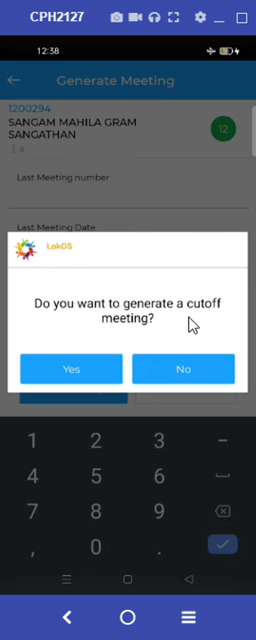 CPH2127
12:38
Generate Meeting
1200294
SANGAM MAHILA GRAM
SANGATHAN
12
0
Last Meeting number
Last Meeting Date
LokOS
Do you want to generate a cutoff
meeting?
Yes
No
1 2 3 -
4 5 6
7 8 9
, 0 .